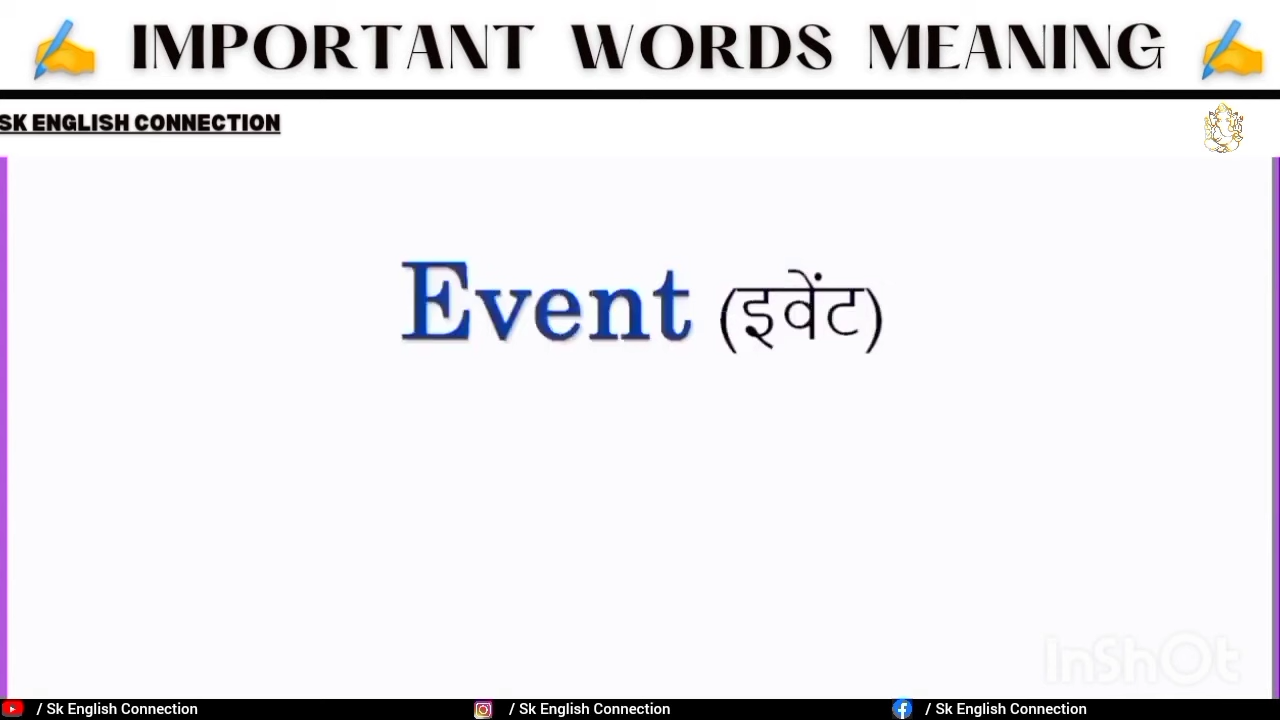 ✍ IMPORTANT WORDS MEANING ✍
SK ENGLISH CONNECTION
Event (इवेंट)
InShOt
/ Sk English Connection / Sk English Connection / Sk English Connection